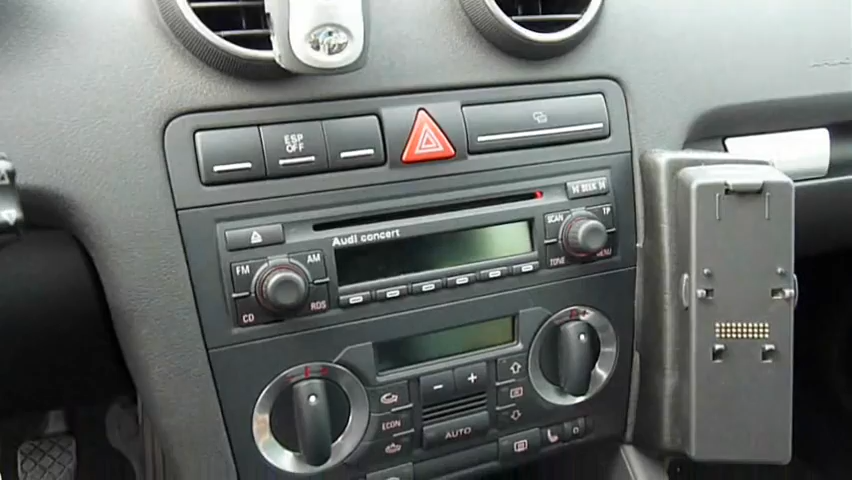 ESP
OFF
SEEK
Audi concert
SCAN
TP
FM
AM
TONE
MENU
CD
RDS
ECON
AUTO
- +